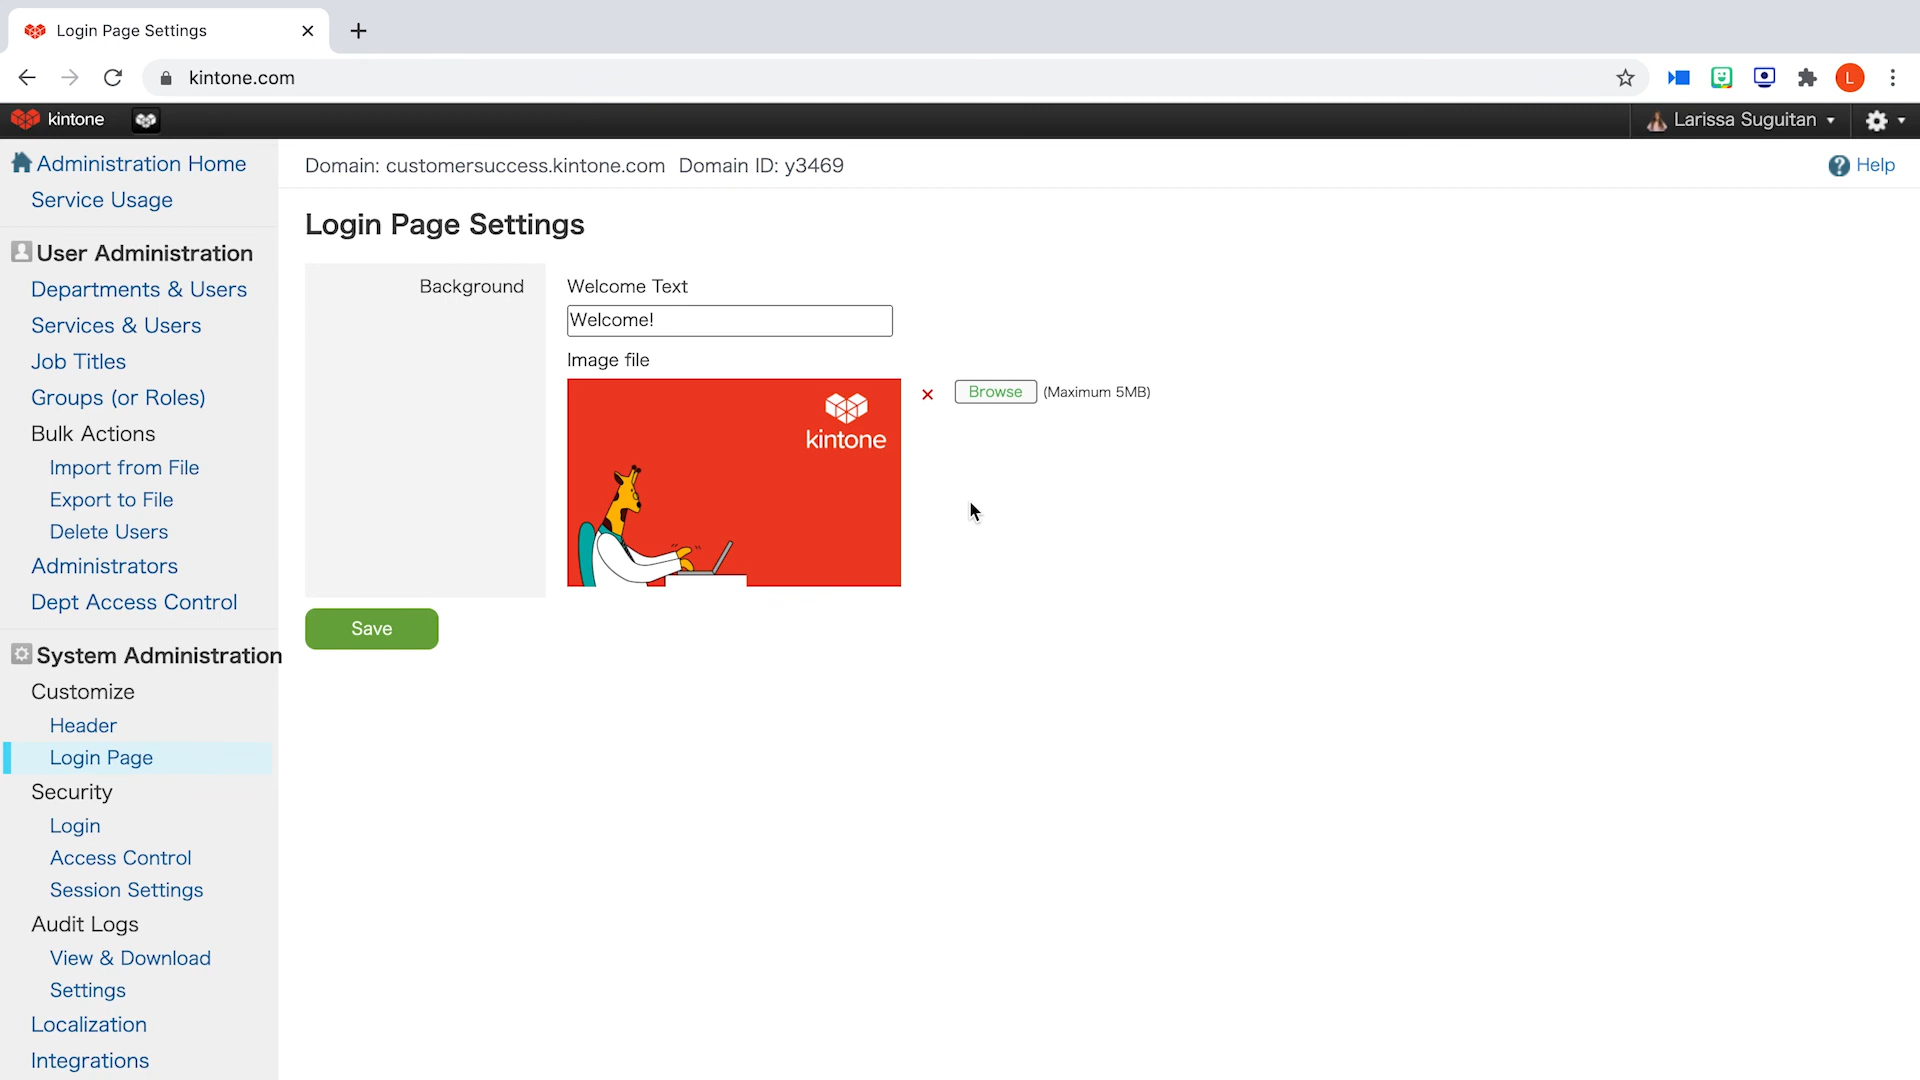 Login Page Settings
kintone.com
L
kintone
Larissa Suguitan
Administration Home
Service Usage
User Administration
Departments & Users
Services & Users
Job Titles
Groups (or Roles)
Bulk Actions
Import from File
Export to File
Delete Users
Administrators
Dept Access Control
System Administration
Customize
Header
Login Page
Security
Login
Access Control
Session Settings
Audit Logs
View & Download
Settings
Localization
Integrations
Domain: customersuccess.kintone.com Domain ID: y3469
? Help
Login Page Settings
Background
Welcome Text
Welcome!
Image file
kintone
Browse (Maximum 5MB)
Save